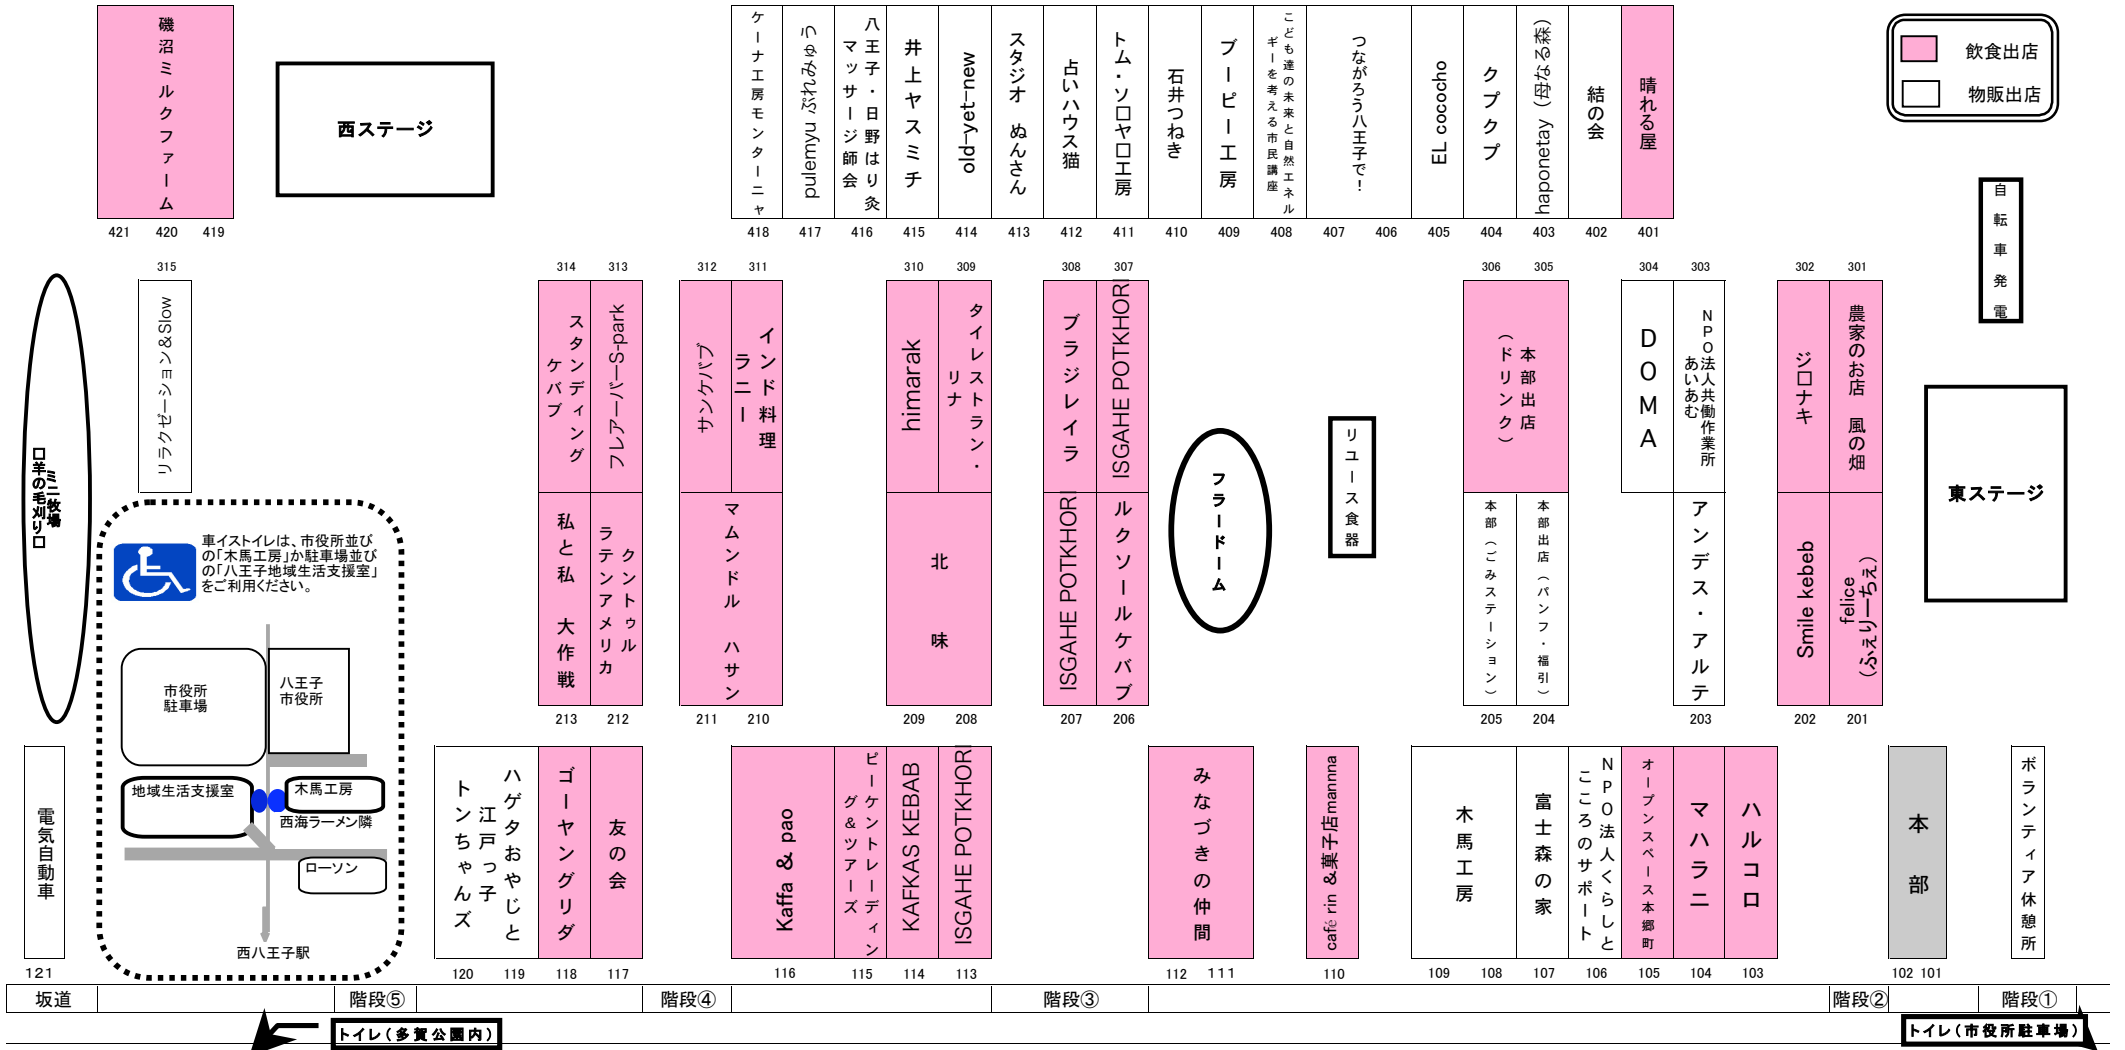 磯沼ミルクファーム
西ステージ
ケーナ工房モンターニャ
pulemyu ぷれみゅう
八王子・日野はり灸
マッサージ師会
井上ヤスミチ
old-yet-new
スタジオ ぬんさん
占いハウス猫
トム・ソロヤロ工房
石井つねき
ブーピー工房
こども達の未来と自然エネル
ギーを考える市民講座
つながろう八王子で!
EL cococho
クプクプ
haponetay (母なる森)
結の会
晴れる屋
飲食出店
物販出店
421 420 419
418 417 416 415 414 413 412 411 410 409 408 407 406 405 404 403 402 401
自転車発電
315 314 313 312 311 310 309 308 307 306 305 304 303 302 301
リラクゼーション&Slow
スタンディング
ケバブ
フレアーバーS-park
サンケバブ
インド料理
ラニー
himarak
タイレストラン・
リナ
ブラジレイラ
ISGAHE POTKHORI
本部出店
(ドリンク)
DOMA
NPO法人共働作業所
あいあむ
ジロナキ
農家のお店 風の畑
ミニ牧場
口羊の毛刈り口
フラードーム
リユース食器
東ステージ
私と私 大作戦
クントゥル
ラテンアメリカ
マムンドル ハサン
北味
ISGAHE POTKHORI
ルクソールケバブ
本部(ごみステーション)
本部出店(パンフ・福引)
アンデス・アルテ
Smile kebeb
felice
(ふぇりーちぇ)
213 212 211 210 209 208 207 206 205 204 203 202 201
車イストイレは、市役所並び
の「木馬工房」か駐車場並び
の「八王子地域生活支援室」
をご利用ください。
市役所
駐車場
八王子
市役所
地域生活支援室
木馬工房
西海ラーメン隣
ローソン
西八王子駅
電気自動車
ハゲタおやじと
江戸っ子
トンちゃんズ
ゴーヤングリダ
友の会
Kaffa & pao
ピーケントレーディン
グ&ツアーズ
KAFKAS KEBAB
ISGAHE POTKHORI
みなづきの仲間
café rin &菓子店mannna
木馬工房
富士森の家
NPO法人くらしと
こころのサポート
オープンスペース本郷町
マハラニ
ハルコロ
本部
ボランティア休憩所
121 120 119 118 117 116 115 114 113 112 111 110 109 108 107 106 105 104 103 102 101
坂道 階段⑤ 階段④ 階段③ 階段② 階段①
トイレ(多賀公園内)
トイレ(市役所駐車場)